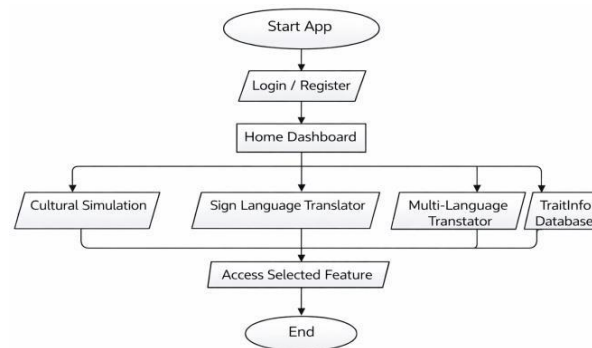 Start App
Login / Register
Home Dashboard
Cultural Simulation
Sign Language Translator
Multi-Language
Transtator
TraitInfo
Database
Access Selected Feature
End